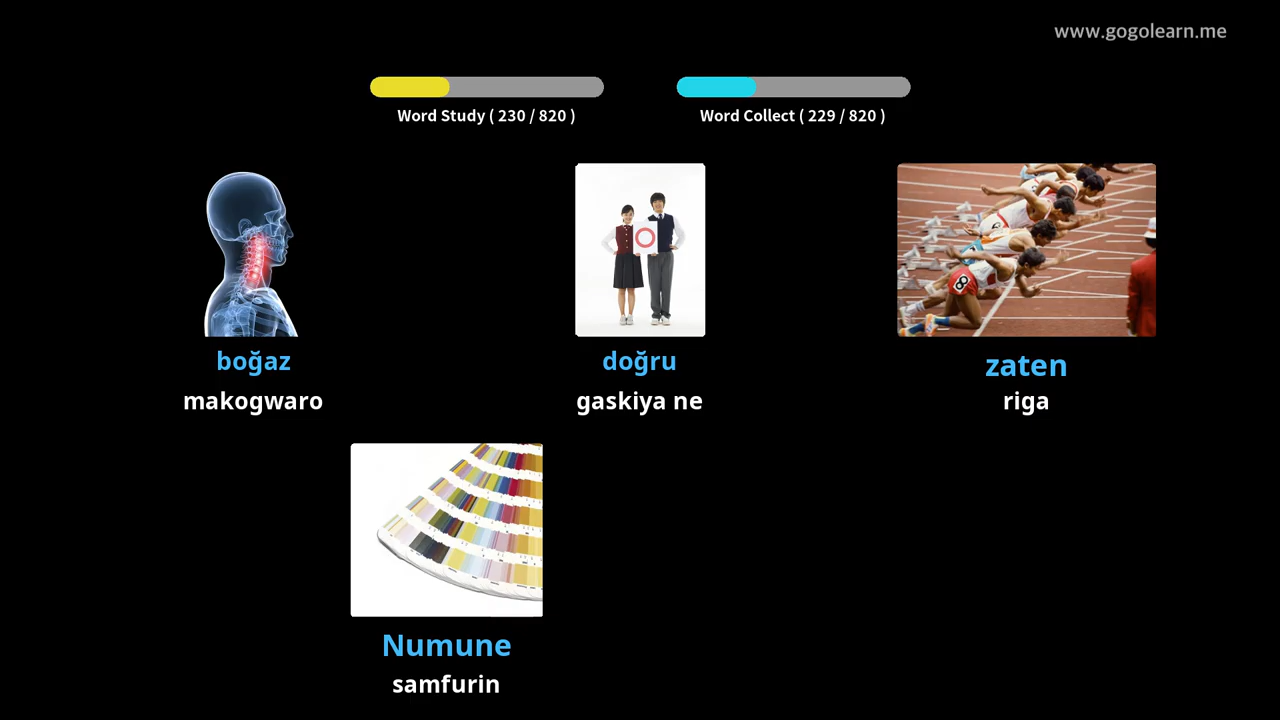 www.gogolearn.me
Word Study ( 230 / 820 )
Word Collect ( 229 / 820 )
boğaz
makogwaro
doğru
gaskiya ne
zaten
riga
8
Numune
samfurin